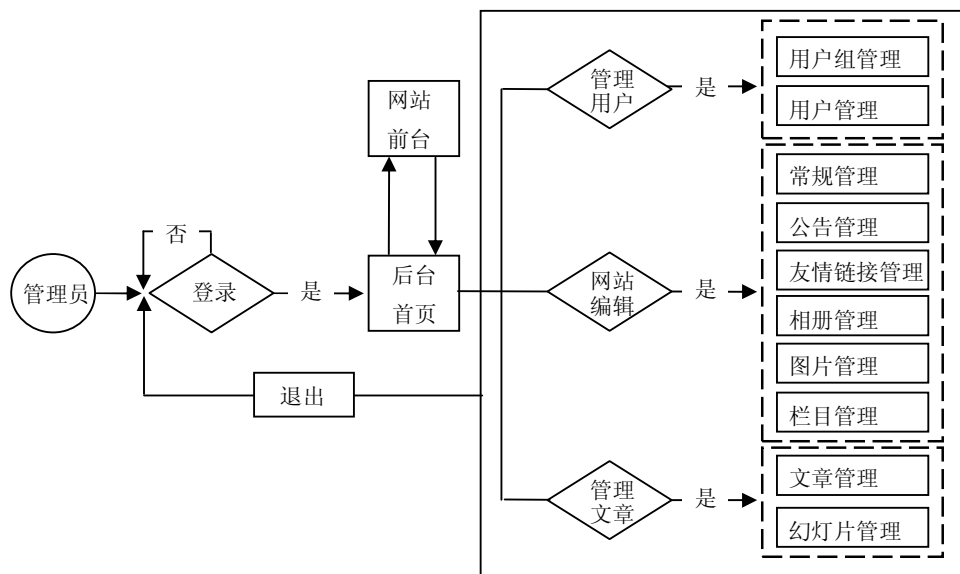 管理员
否
登录
是
网站
前台
后台
首页
退出
管理
用户
是
用户组管理
用户管理
网站
编辑
是
常规管理
公告管理
友情链接管理
相册管理
图片管理
栏目管理
管理
文章
是
文章管理
幻灯片管理